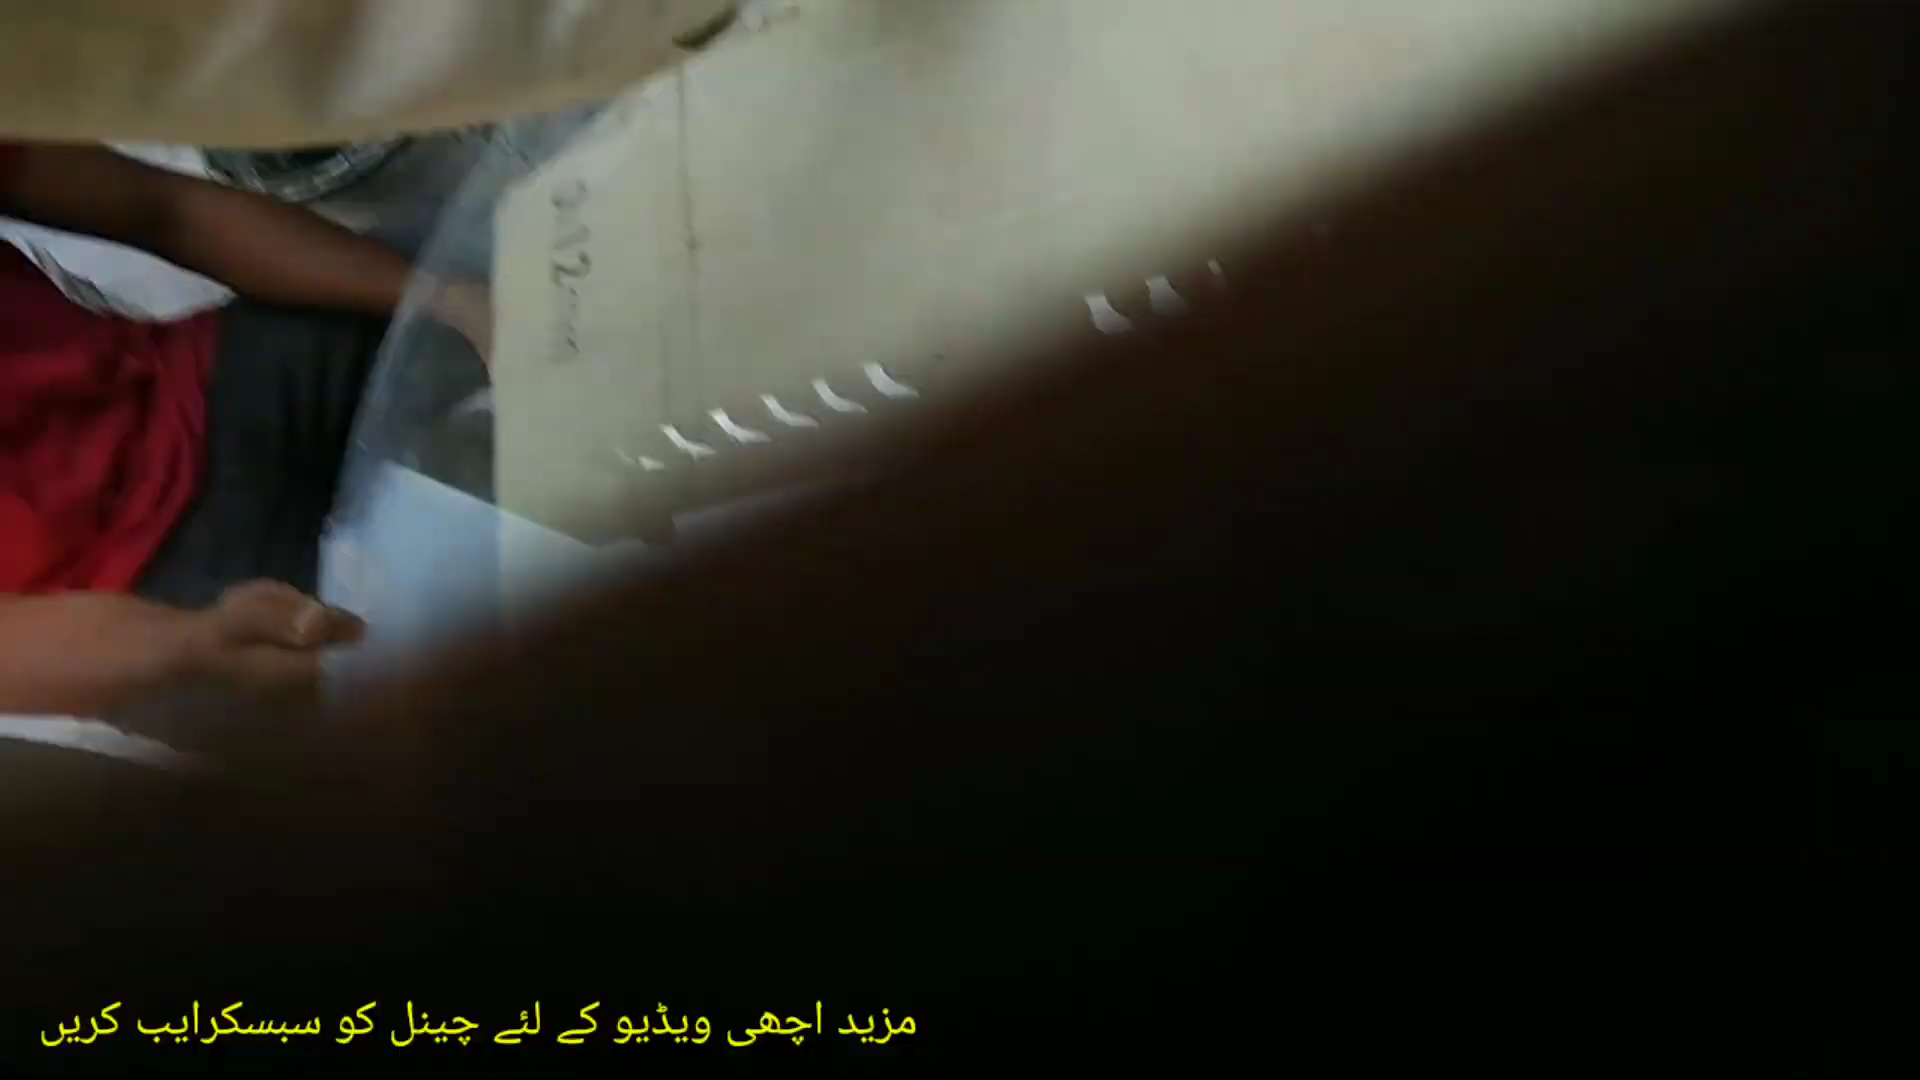 مزید اچھی ویڈیو کے لئے چینل کو سبسکرایب کریں